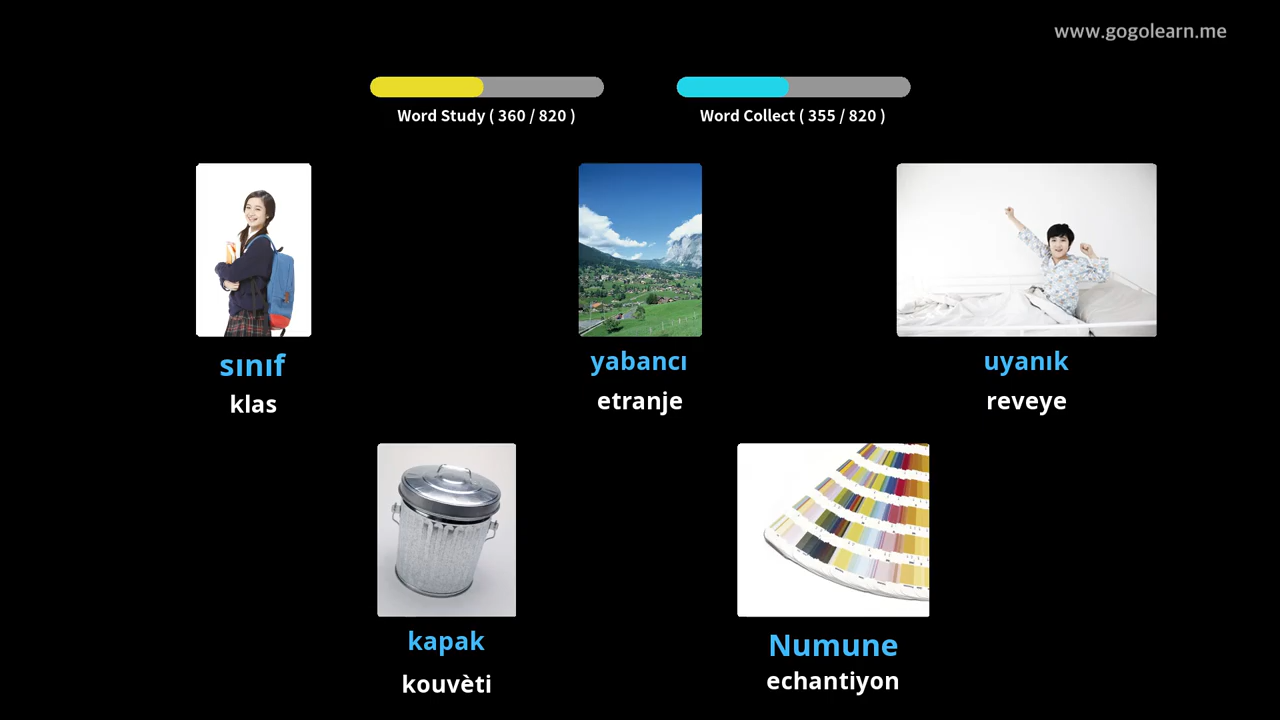 www.gogolearn.me
Word Study ( 360 / 820 )
Word Collect ( 355 / 820 )
sınıf
klas
yabancı
etranje
uyanık
reveye
kapak
kouvèti
Numune
echantiyon